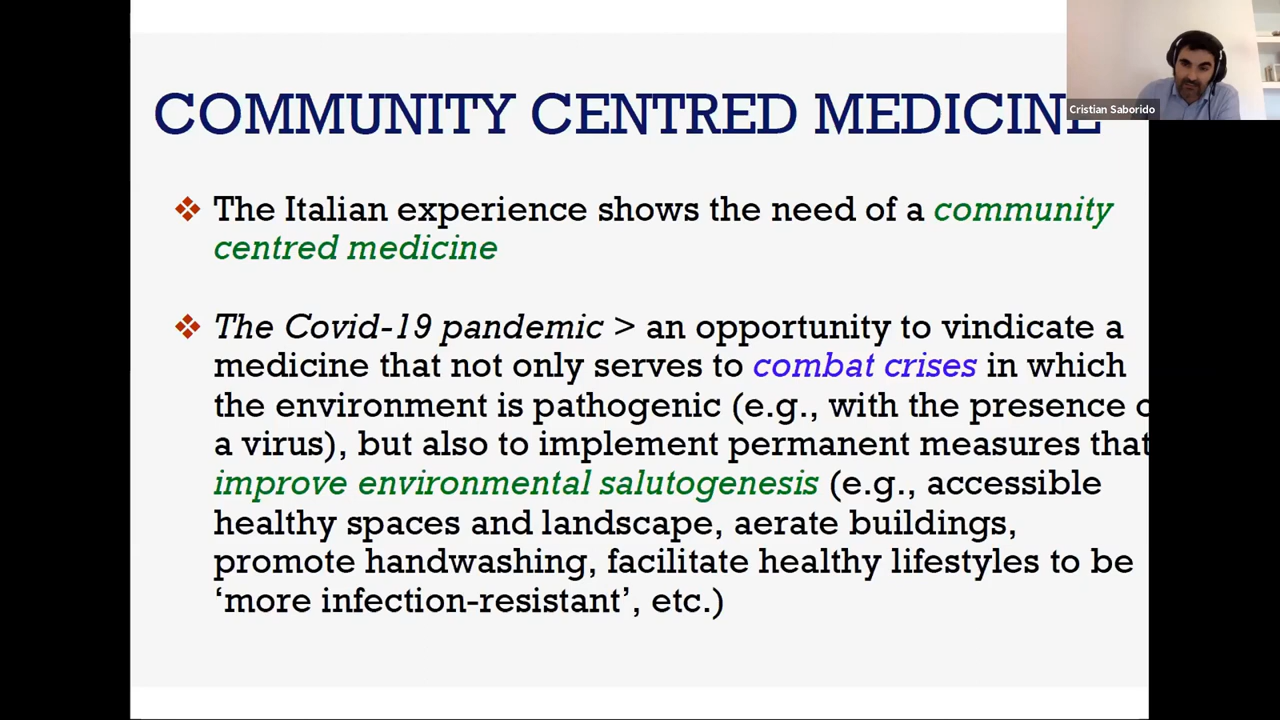 COMMUNITY CENTRED MEDICINE
Cristian Saborido
❖ The Italian experience shows the need of a community
centred medicine
❖ The Covid-19 pandemic > an opportunity to vindicate a
medicine that not only serves to combat crises in which
the environment is pathogenic (e.g., with the presence
a virus), but also to implement permanent measures that
improve environmental salutogenesis (e.g., accessible
healthy spaces and landscape, aerate buildings,
promote handwashing, facilitate healthy lifestyles to be
‘more infection-resistant’, etc.)